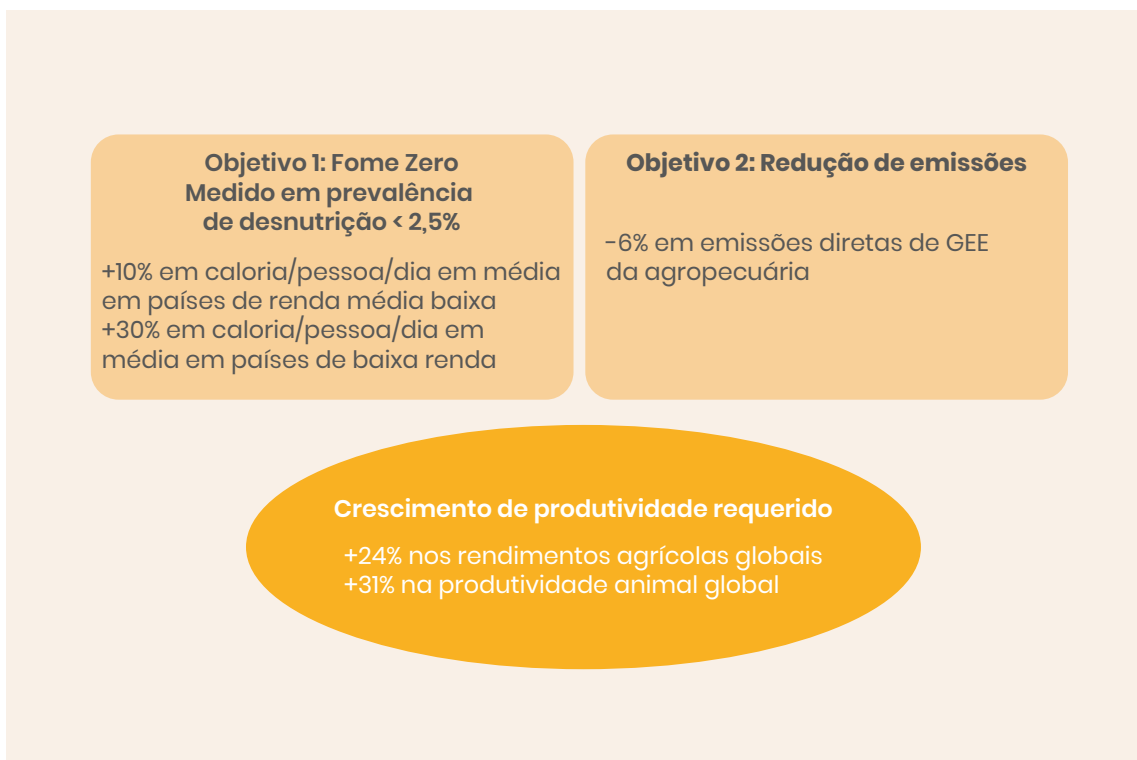 Objetivo 1: Fome Zero
Medido em prevalência
de desnutrição < 2,5%
+10% em caloria/pessoa/dia em média
em países de renda média baixa
+30% em caloria/pessoa/dia em
média em países de baixa renda
Objetivo 2: Redução de emissões
-6% em emissões diretas de GEE
da agropecuária
Crescimento de produtividade requerido
+24% nos rendimentos agrícolas globais
+31% na produtividade animal global